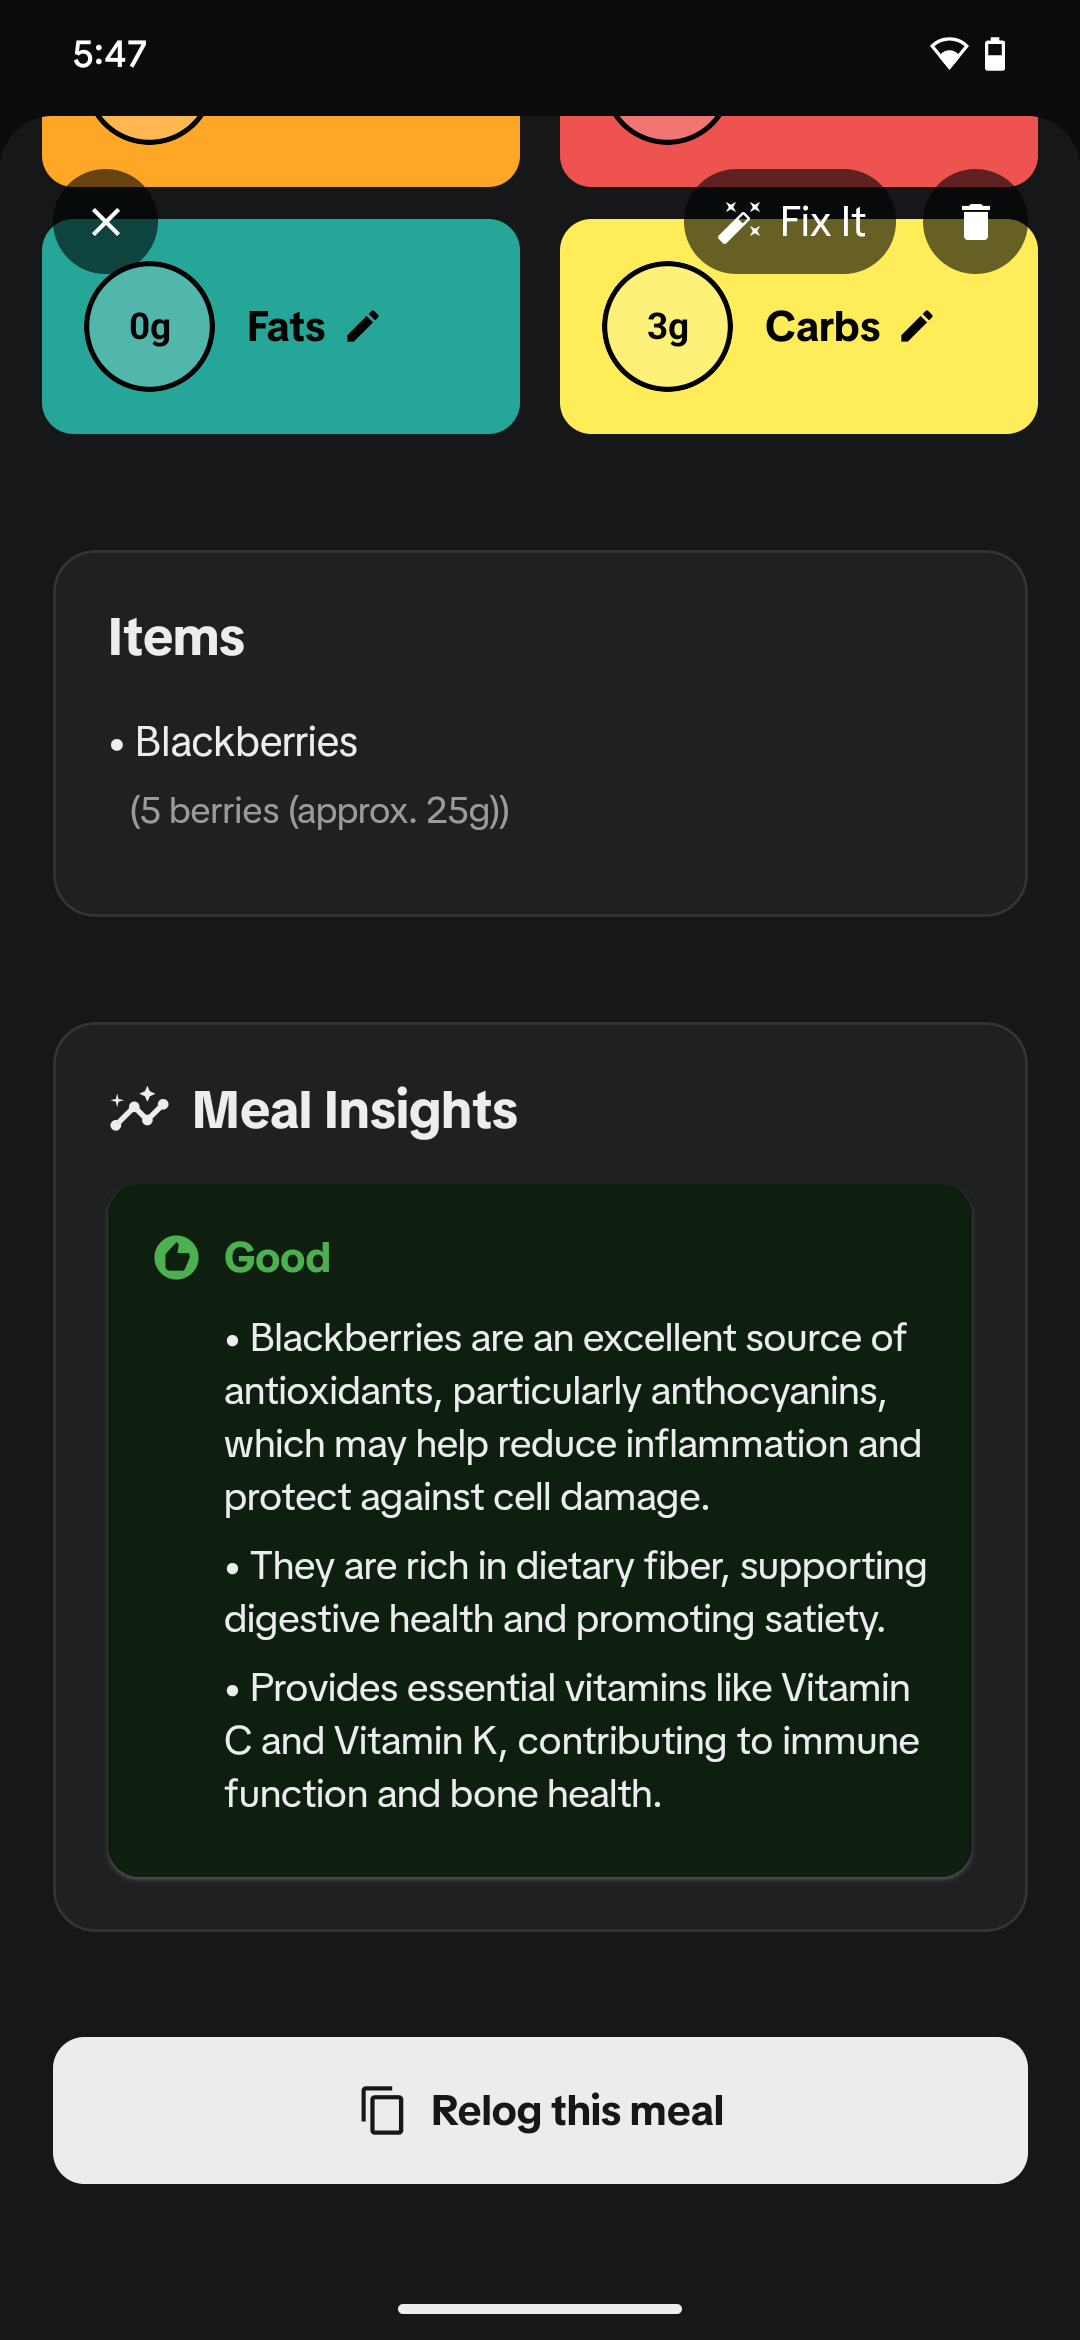 5:47
Fix It
0g Fats
3g Carbs
Items
• Blackberries
(5 berries (approx. 25g))
Meal Insights
Good
• Blackberries are an excellent source of
antioxidants, particularly anthocyanins,
which may help reduce inflammation and
protect against cell damage.
• They are rich in dietary fiber, supporting
digestive health and promoting satiety.
• Provides essential vitamins like Vitamin
C and Vitamin K, contributing to immune
function and bone health.
Relog this meal